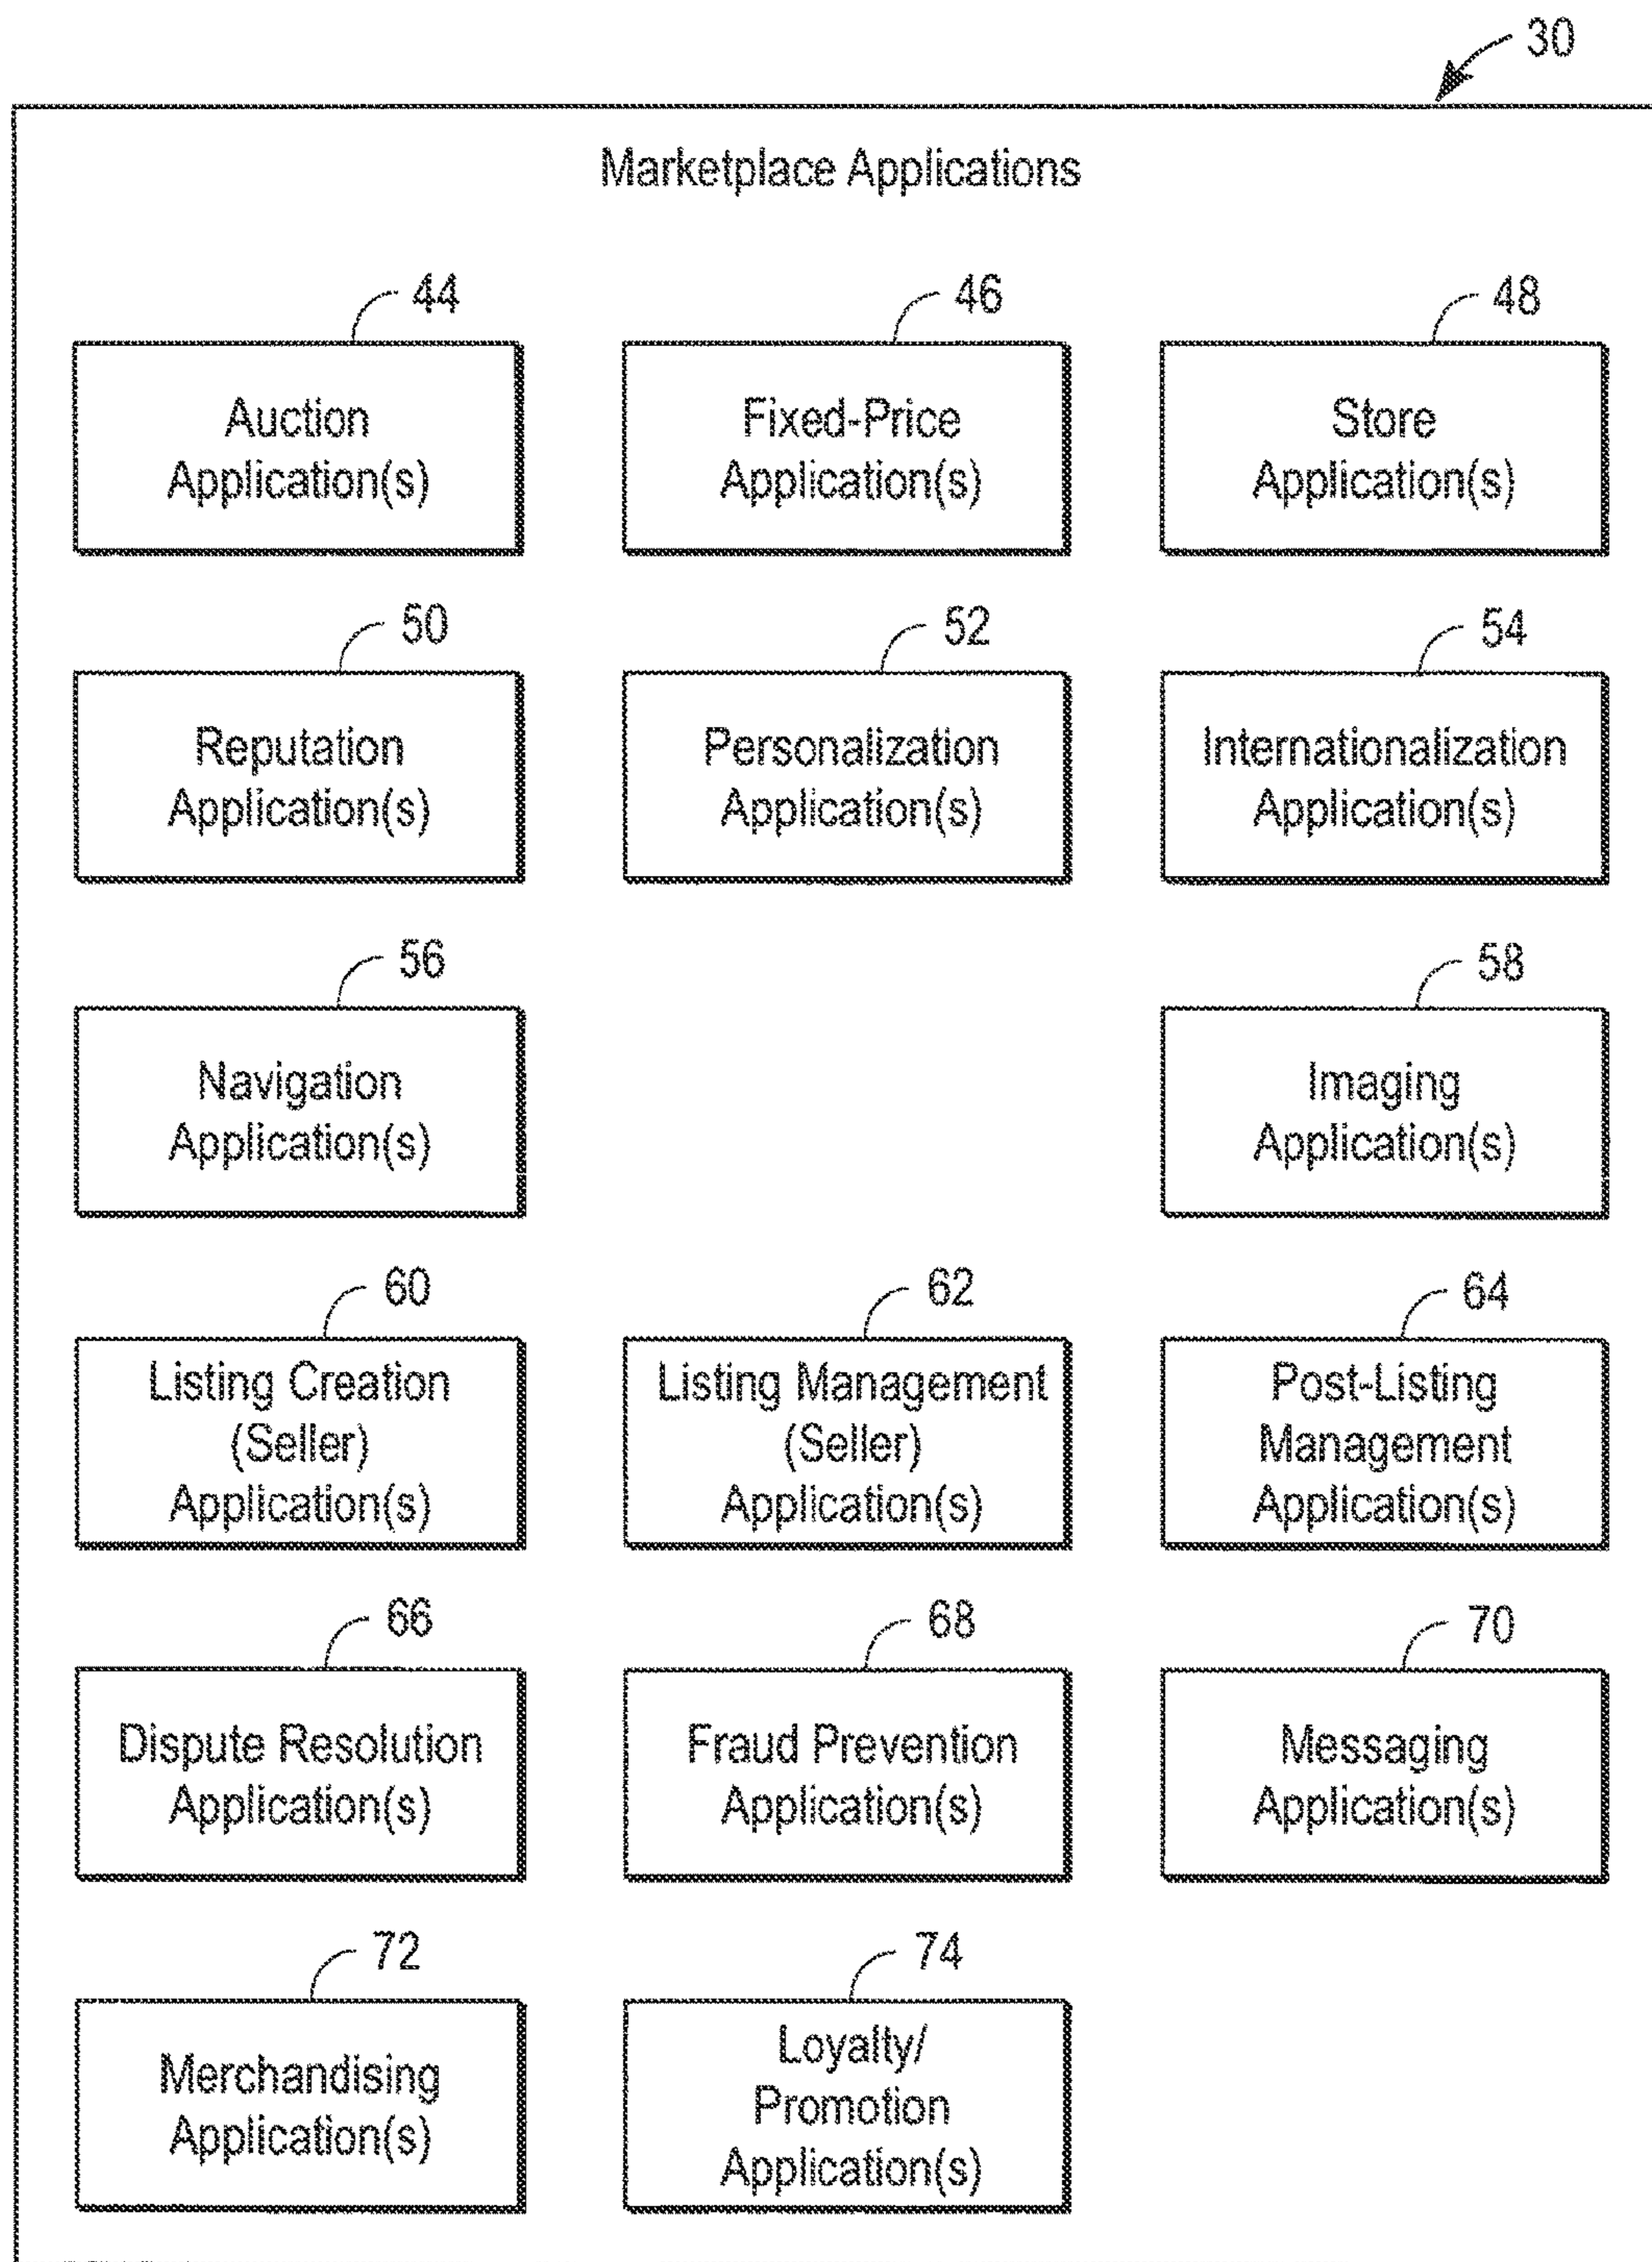 30
Marketplace Applications
44
46
48
Auction
Application(s)
Fixed-Price
Application(s)
Store
Application(s)
50
52
54
Reputation
Application(s)
Personalization
Application(s)
Internationalization
Application(s)
56
58
Navigation
Application(s)
Imaging
Application(s)
60
62
64
Listing Creation
(Seller)
Application(s)
Listing Management
(Seller)
Application(s)
Post-Listing
Management
Application(s)
66
68
70
Dispute Resolution
Application(s)
Fraud Prevention
Application(s)
Messaging
Application(s)
72
74
Merchandising
Application(s)
Loyalty/
Promotion
Application(s)